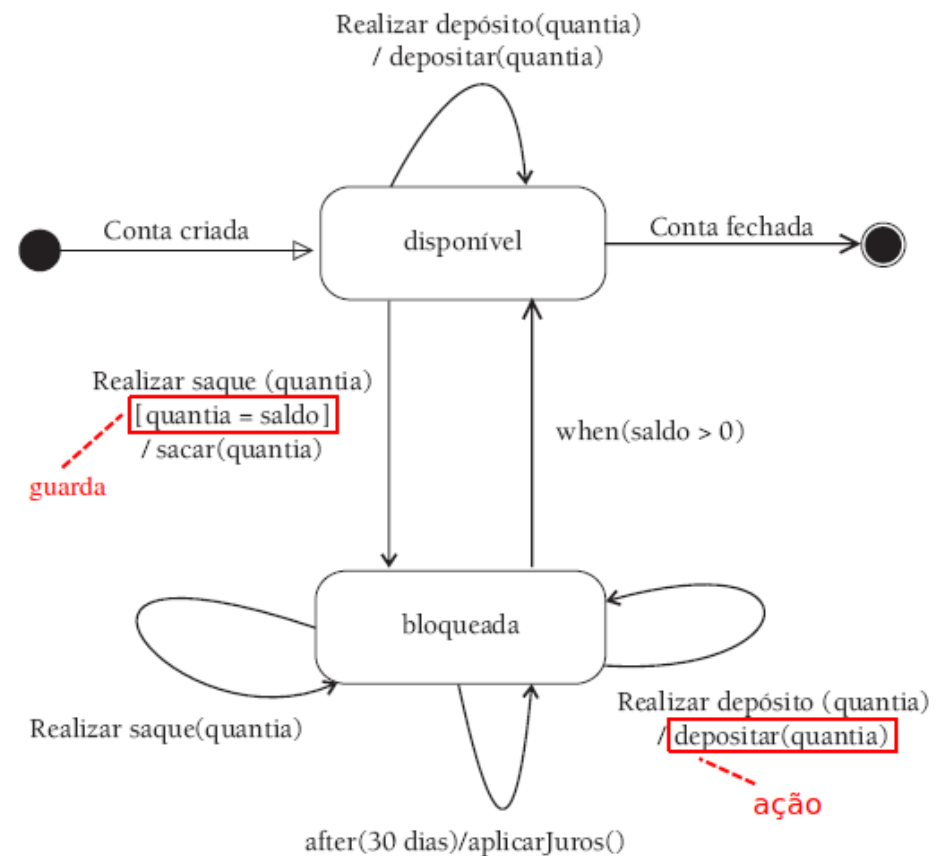 Realizar depósito(quantia)
/ depositar(quantia)
Conta criada
disponível
Conta fechada
Realizar saque (quantia)
[quantia = saldo]
/ sacar(quantia)
guarda
when(saldo > 0)
bloqueada
Realizar saque(quantia)
Realizar depósito (quantia)
/ depositar(quantia)
ação
after(30 dias)/aplicarJuros()